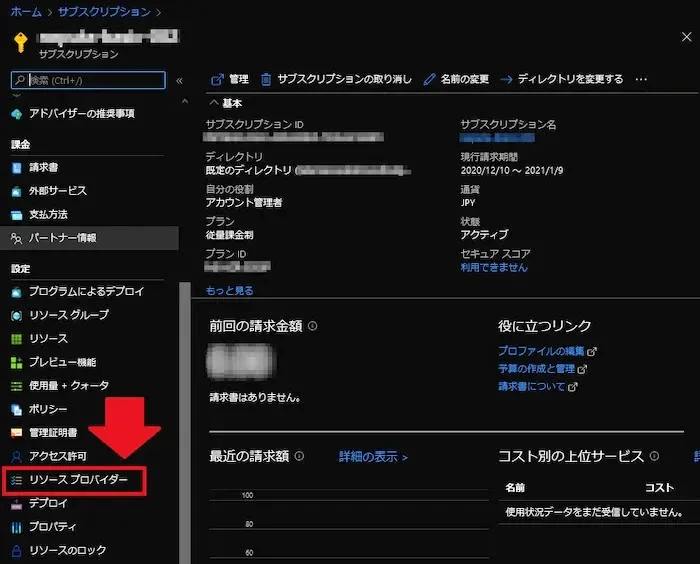 ホーム > サブスクリプション >
サブスクリプション
検索 (Ctrl+/)
アドバイザーの推奨事項
課金
請求書
外部サービス
支払方法
パートナー情報
設定
プログラムによるデプロイ
リソース グループ
リソース
プレビュー機能
使用量 + クォータ
ポリシー
管理証明書
アクセス許可
リソース プロバイダー
デプロイ
プロパティ
リソースのロック
管理 サブスクリプションの取り消し 名前の変更 ディレクトリを変更する ...
基本
サブスクリプション ID
サブスクリプション名
ディレクトリ
既定のディレクトリ (
現行請求期間
2020/12/10 ～ 2021/1/9
自分の役割
アカウント管理者
通貨
JPY
プラン
従量課金制
状態
アクティブ
プラン ID
セキュア スコア
利用できません
もっと見る
前回の請求金額
請求書はありません。
役に立つリンク
プロファイルの編集
予算の作成と管理
請求書について
最近の請求額
詳細の表示 >
100
80
60
コスト別の上位サービス
名前 コスト
使用状況データをまだ受信していません。